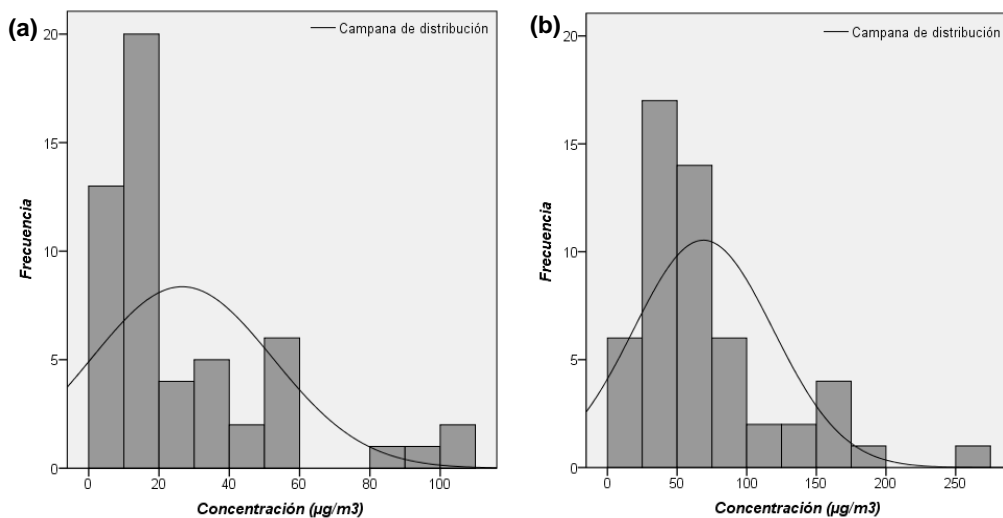 (a)
Campana de distribución
Frecuencia
20
15
10
5
0
0 20 40 60 80 100
Concentración (µg/m3)
(b)
Campana de distribución
Frecuencia
20
15
10
5
0
0 50 100 150 200 250
Concentración (µg/m3)